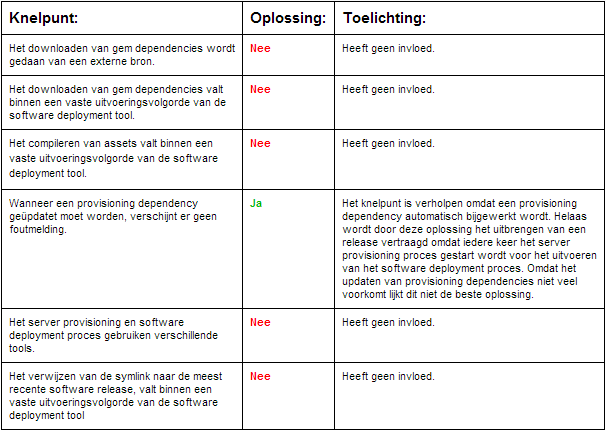 Knelpunt: Oplossing: Toelichting:
Het downloaden van gem dependencies wordt
gedaan van een externe bron.
Nee
Heeft geen invloed.
Het downloaden van gem dependencies valt
binnen een vaste uitvoeringsvolgorde van de
software deployment tool.
Nee
Heeft geen invloed.
Het compileren van assets valt binnen een
vaste uitvoeringsvolgorde van de software
deployment tool.
Nee
Heeft geen invloed.
Wanneer een provisioning dependency
geüpdatet moet worden, verschijnt er geen
foutmelding.
Ja
Het knelpunt is verholpen omdat een provisioning
dependency automatisch bijgewerkt wordt. Helaas
wordt door deze oplossing het uitbrengen van een
release vertraagd omdat iedere keer het server
provisioning proces gestart wordt voor het uitvoeren
van het software deployment proces. Omdat het
updaten van provisioning dependencies niet veel
voorkomt lijkt dit niet de beste oplossing.
Het server provisioning en software
deployment proces gebruiken verschillende
tools.
Nee
Heeft geen invloed.
Het verwijzen van de symlink naar de meest
recente software release, valt binnen een
vaste uitvoeringsvolgorde van de software
deployment tool
Nee
Heeft geen invloed.